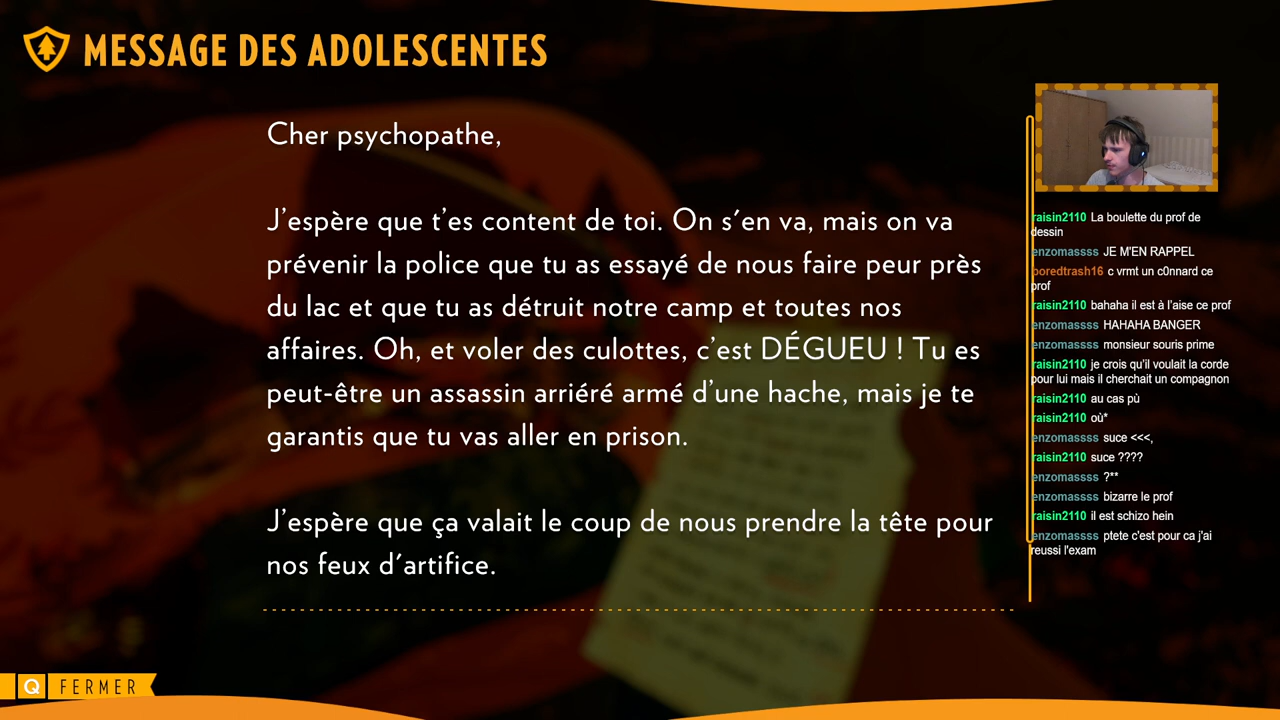 MESSAGE DES ADOLESCENTES
Cher psychopathe,
J'espère que t'es content de toi. On s'en va, mais on va
prévenir la police que tu as essayé de nous faire peur près
du lac et que tu as détruit notre camp et toutes nos
affaires. Oh, et voler des culottes, c'est DÉGUEU ! Tu es
peut-être un assassin arriéré armé d'une hache, mais je te
garantis que tu vas aller en prison.
J'espère que ça valait le coup de nous prendre la tête pour
nos feux d'artifice.
Q FERMER
raisin2110 La boulette du prof de
dessin
enzomassss JE M'EN RAPPEL
boredtrash16 c vrmt un c0nnard ce
prof
raisin2110 bahaha il est à l'aise ce prof
enzomassss HAHAHA BANGER
enzomassss monsieur souris prime
raisin2110 je crois qu'il voulait la corde
pour lui mais il cherchait un compagnon
raisin2110 au cas pù
raisin2110 où*
enzomassss suce <<<,
raisin2110 suce ????
enzomassss ?**
enzomassss bizarre le prof
raisin2110 il est schizo hein
enzomassss ptete c'est pour ca j'ai
reussi l'exam